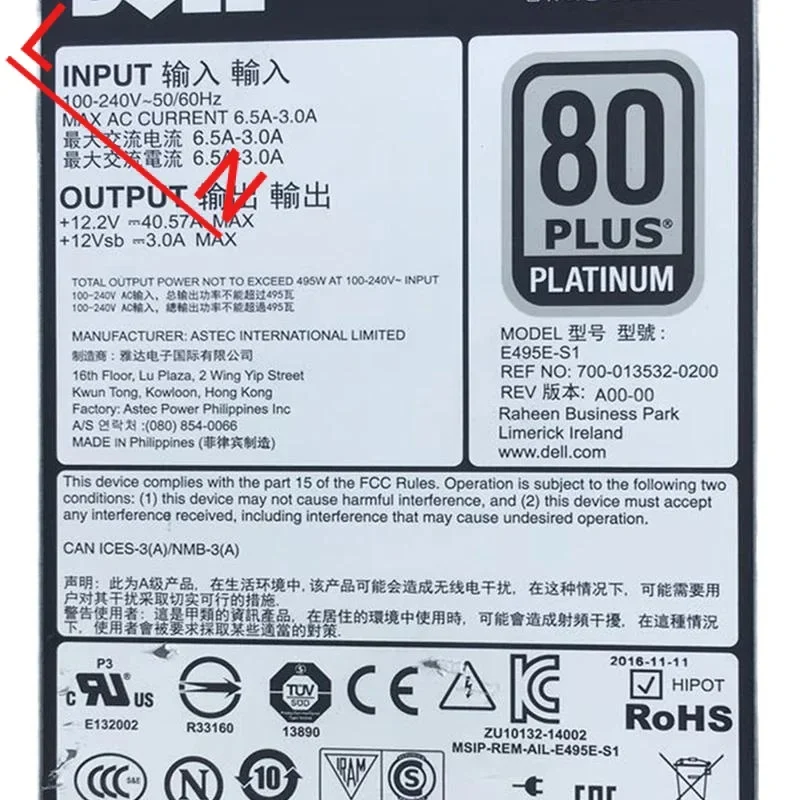 DELL
INPUT 输入 輸入
100-240V~50/60Hz
MAX AC CURRENT 6.5A-3.0A
最大交流电流 6.5A-3.0A
最大交流電流 6.5A-3.0A
OUTPUT 输出 輸出
+12.2V ⎓40.57A MAX
+12Vsb ⎓3.0A MAX
TOTAL OUTPUT POWER NOT TO EXCEED 495W AT 100-240V~ INPUT
100-240V AC输入，总输出功率不能超过495瓦
100-240V AC輸入，總輸出功率不能超過495瓦
MANUFACTURER: ASTEC INTERNATIONAL LIMITED
制造商：雅达电子国际有限公司
16th Floor, Lu Plaza, 2 Wing Yip Street
Kwun Tong, Kowloon, Hong Kong
Factory: Astec Power Philippines Inc
A/S 연락처 :(080) 854-0066
MADE IN Philippines (菲律宾制造)
80
PLUS®
PLATINUM
MODEL 型号 型號：
E495E-S1
REF NO: 700-013532-0200
REV 版本: A00-00
Raheen Business Park
Limerick Ireland
www.dell.com
This device complies with the part 15 of the FCC Rules. Operation is subject to the following two
conditions: (1) this device may not cause harmful interference, and (2) this device must accept
any interference received, including interference that may cause undesired operation.
CAN ICES-3(A)/NMB-3(A)
声明：此为A级产品，在生活环境中,该产品可能会造成无线电干扰，在这种情况下，可能需要用
户其对干扰采取切实可行的措施.
警告使用者：這是甲類的資訊產品，在居住的環境中使用時，可能會造成射頻干擾，在這種情況
下，使用者會被要求採取某些適當的對策.
P3
c RU US
E132002
R33160
TÜV
SÜD
13890
CE
KC
ZU10132-14002
MSIP-REM-AIL-E495E-S1
2016-11-11
HIPOT
RoHS
CCC
S&E
40
10
IRAM
S
EAC
L
N